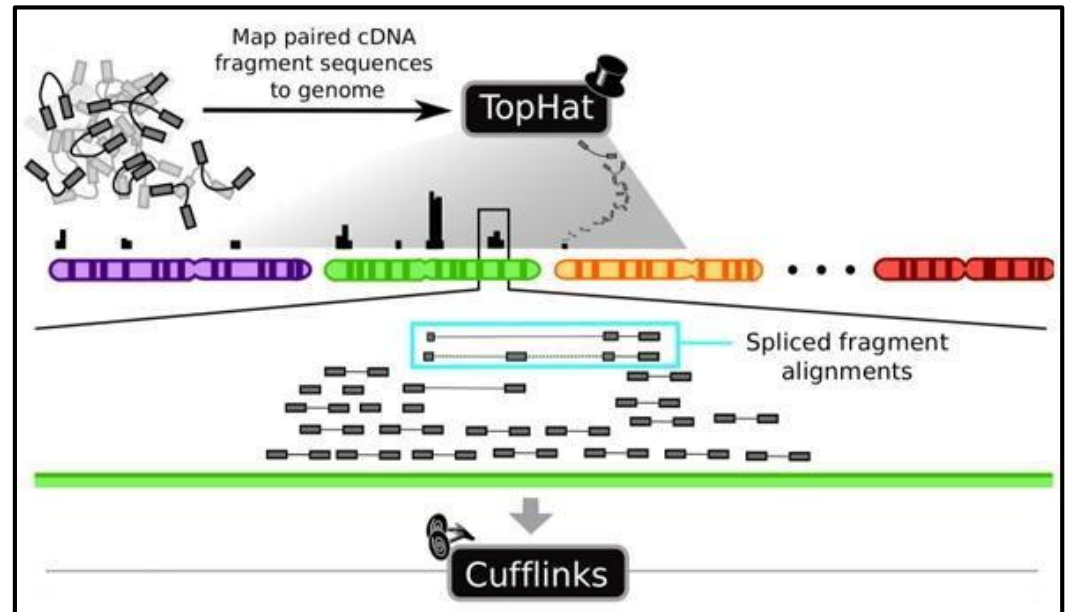 Map paired cDNA
fragment sequences
to genome
TopHat
Spliced fragment
alignments
Cufflinks